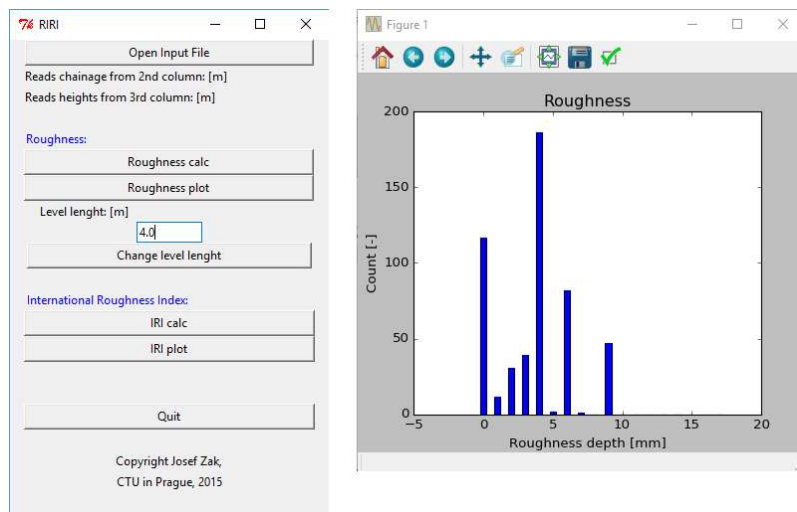 RIRI
Open Input File
Reads chainage from 2nd column: [m]
Reads heights from 3rd column: [m]
Roughness:
Roughness calc
Roughness plot
Level lenght: [m]
4.0
Change level lenght
International Roughness Index:
IRI calc
IRI plot
Quit
Copyright Josef Zak,
CTU in Prague, 2015
Figure 1
Roughness
200
150
100
50
0
Count [-]
−5 0 5 10 15 20
Roughness depth [mm]